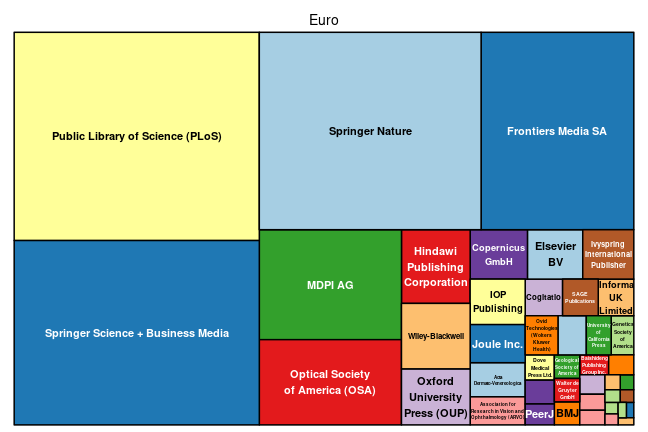 Euro
Public Library of Science (PLoS)
Springer Nature
Frontiers Media SA
Springer Science + Business Media
MDPI AG
Optical Society
of America (OSA)
Hindawi
Publishing
Corporation
Wiley-Blackwell
Oxford
University
Press (OUP)
Copernicus
GmbH
Elsevier
BV
Ivyspring
International
Publisher
IOP
Publishing
Joule Inc.
Acta
Dermato-Venereologica
Association for
Research in Vision and
Ophthalmology (ARVO)
Cogitatio
SAGE
Publications
Informa
UK
Limited
Ovid
Technologies
(Wolters
Kluwer
Health)
University
of
California
Press
Genetics
Society
of
America
Dove
Medical
Press Ltd.
Geological
Society of
America
Baishideng
Publishing
Group Inc.
Walter de
Gruyter
GmbH
PeerJ
BMJ